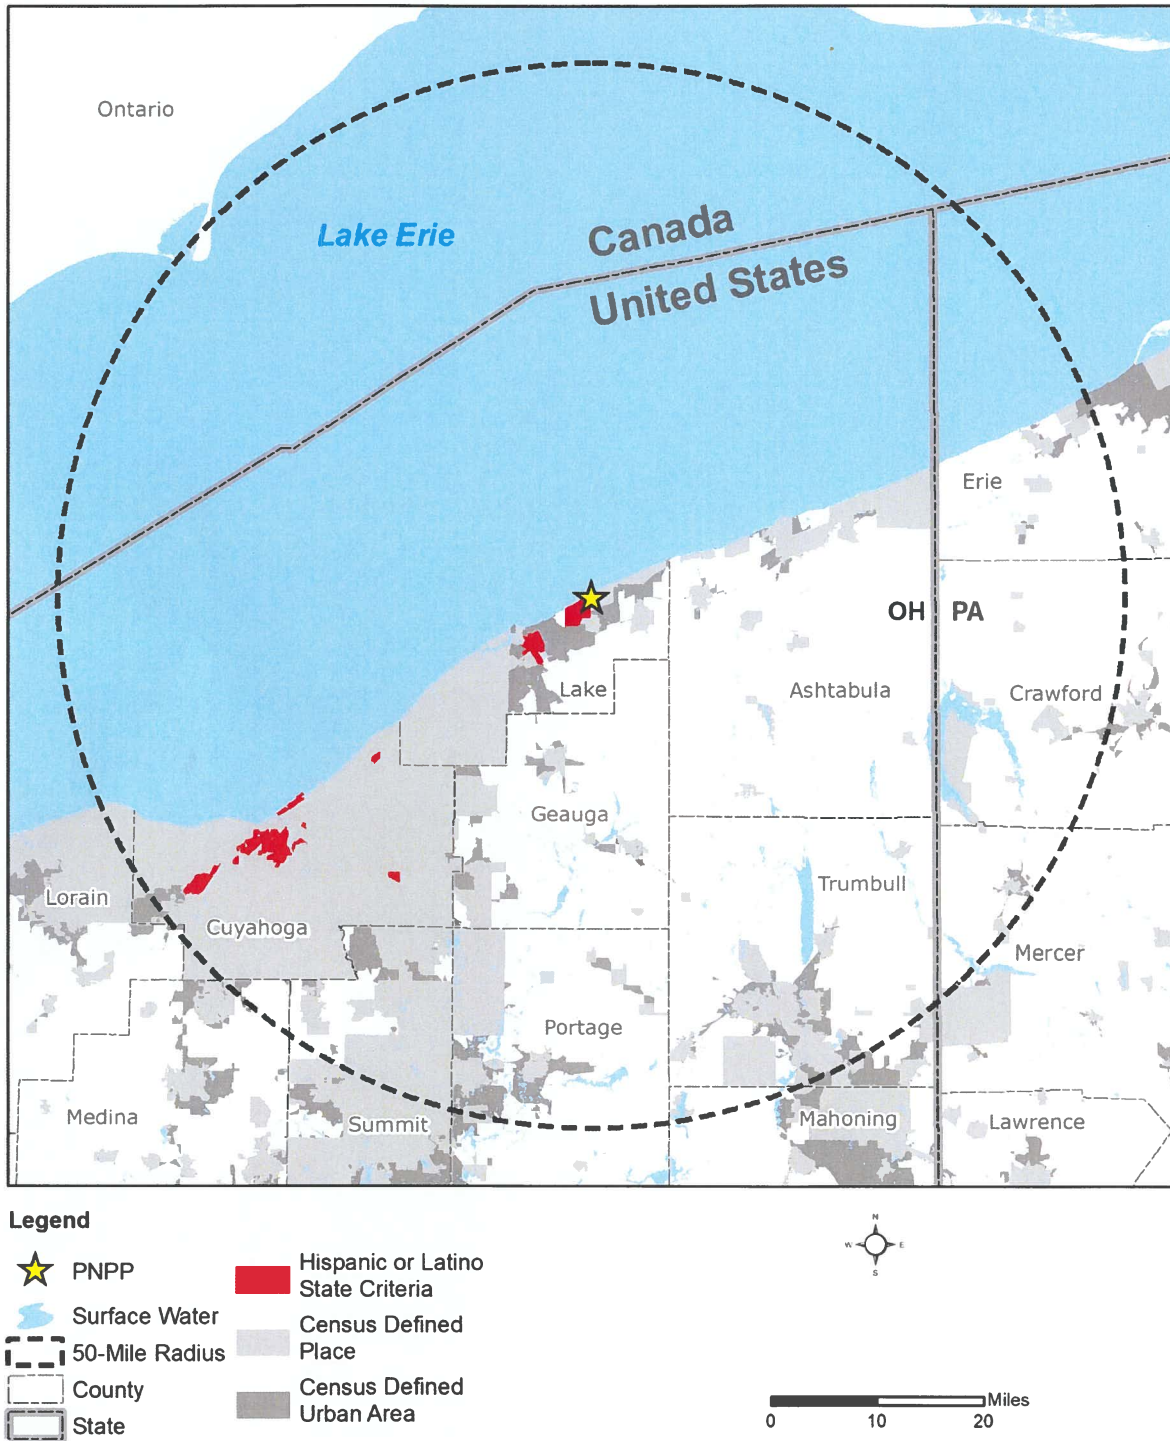 Ontario
Lake Erie
Canada
United States
Erie
OH
PA
Lake
Ashtabula
Crawford
Geauga
Trumbull
Lorain
Cuyahoga
Mercer
Portage
Medina
Summit
Mahoning
Lawrence
Legend
PNPP
Surface Water
50-Mile Radius
County
State
Hispanic or Latino
State Criteria
Census Defined
Place
Census Defined
Urban Area
N
W
E
S
Miles
0
10
20